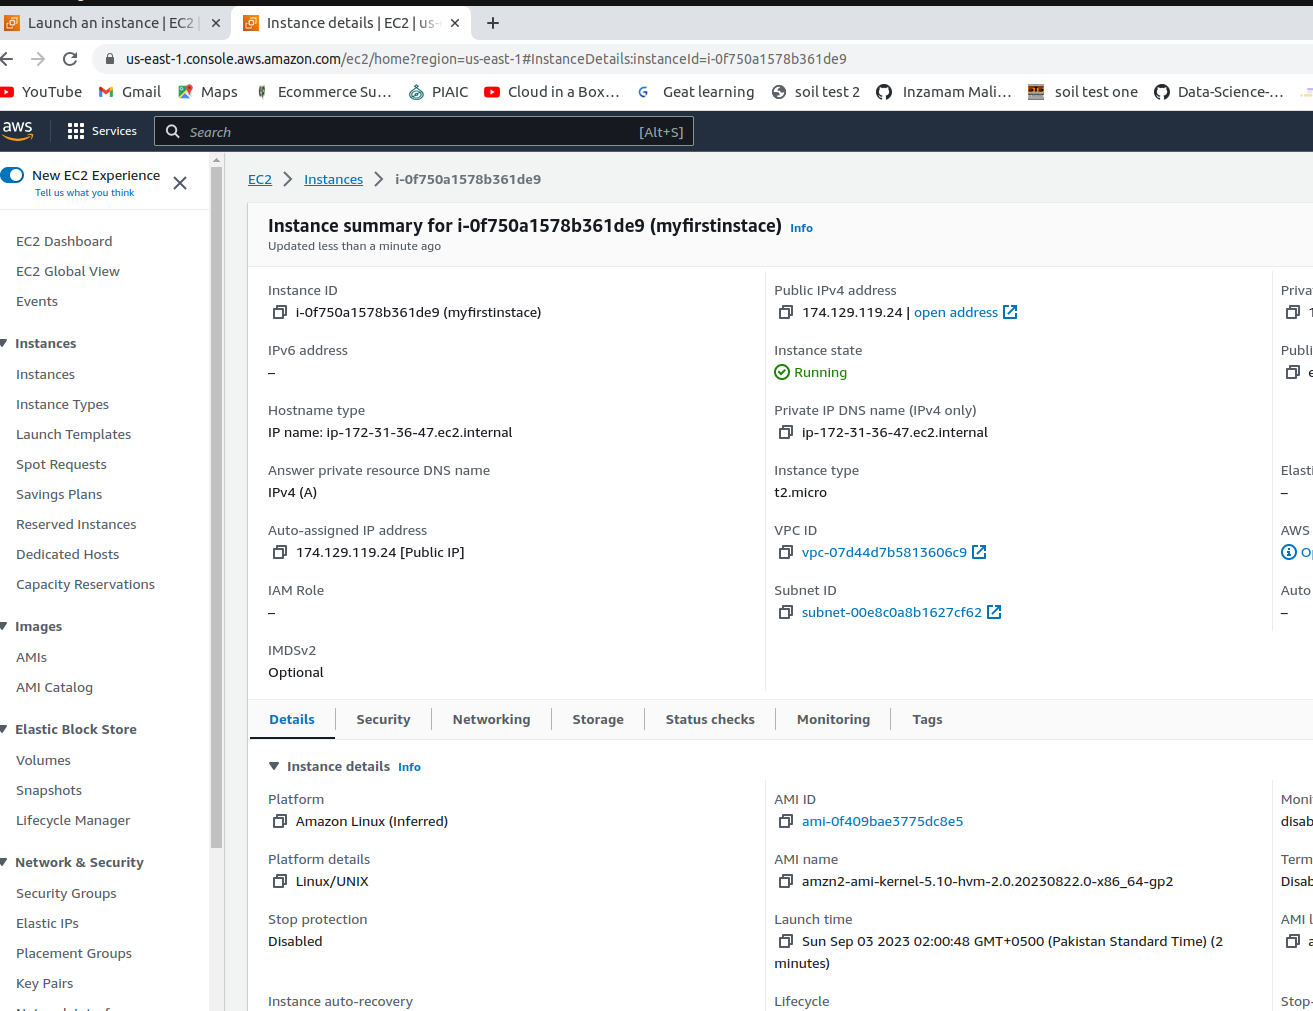 Launch an instance | EC2 |
Instance details | EC2 | us-
us-east-1.console.aws.amazon.com/ec2/home?region=us-east-1#InstanceDetails:instanceId=i-0f750a1578b361de9
YouTube Gmail Maps Ecommerce Su... PIAIC Cloud in a Box... Geat learning soil test 2 Inzamam Mali... soil test one Data-Science-...
aws Services Search [Alt+S]
New EC2 Experience
Tell us what you think
EC2 Dashboard
EC2 Global View
Events
Instances
Instances
Instance Types
Launch Templates
Spot Requests
Savings Plans
Reserved Instances
Dedicated Hosts
Capacity Reservations
Images
AMIs
AMI Catalog
Elastic Block Store
Volumes
Snapshots
Lifecycle Manager
Network & Security
Security Groups
Elastic IPs
Placement Groups
Key Pairs
EC2 Instances i-0f750a1578b361de9
Instance summary for i-0f750a1578b361de9 (myfirstinstace) Info
Updated less than a minute ago
Instance ID
i-0f750a1578b361de9 (myfirstinstace)
IPv6 address
–
Hostname type
IP name: ip-172-31-36-47.ec2.internal
Answer private resource DNS name
IPv4 (A)
Auto-assigned IP address
174.129.119.24 [Public IP]
IAM Role
–
IMDSv2
Optional
Public IPv4 address
174.129.119.24 | open address
Instance state
Running
Private IP DNS name (IPv4 only)
ip-172-31-36-47.ec2.internal
Instance type
t2.micro
VPC ID
vpc-07d44d7b5813606c9
Subnet ID
subnet-00e8c0a8b1627cf62
Priva
1
Publi
e
Elasti
–
AWS
Op
Auto
–
Details Security Networking Storage Status checks Monitoring Tags
Instance details Info
Platform
Amazon Linux (Inferred)
Platform details
Linux/UNIX
Stop protection
Disabled
Instance auto-recovery
AMI ID
ami-0f409bae3775dc8e5
AMI name
amzn2-ami-kernel-5.10-hvm-2.0.20230822.0-x86_64-gp2
Launch time
Sun Sep 03 2023 02:00:48 GMT+0500 (Pakistan Standard Time) (2
minutes)
Lifecycle
Moni
disab
Term
Disab
AMI l
a
Stop-